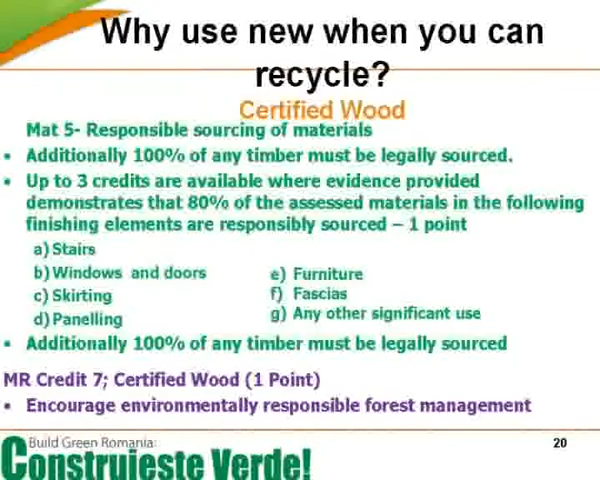 Why use new when you can
recycle?
Certified Wood
Mat 5- Responsible sourcing of materials
• Additionally 100% of any timber must be legally sourced.
• Up to 3 credits are available where evidence provided
demonstrates that 80% of the assessed materials in the following
finishing elements are responsibly sourced – 1 point
a) Stairs
b) Windows and doors
c) Skirting
d) Panelling
e) Furniture
f) Fascias
g) Any other significant use
• Additionally 100% of any timber must be legally sourced
MR Credit 7; Certified Wood (1 Point)
• Encourage environmentally responsible forest management
Build Green Romania:
Construieste Verde!
20